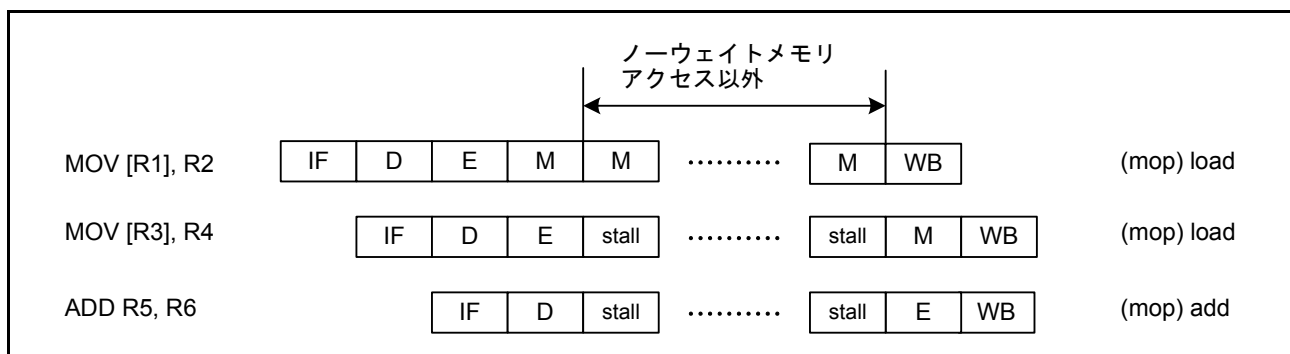 ノーウェイトメモリ
アクセス以外
MOV [R1], R2 IF D E M M ………. M WB (mop) load
MOV [R3], R4 IF D E stall ………. stall M WB (mop) load
ADD R5, R6 IF D stall ………. stall E WB (mop) add